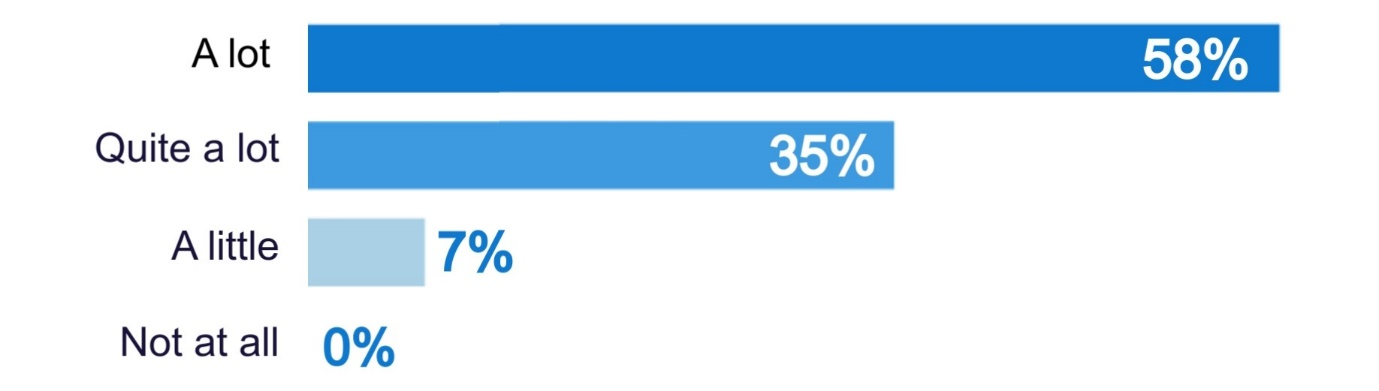 A lot 58%
Quite a lot 35%
A little 7%
Not at all 0%